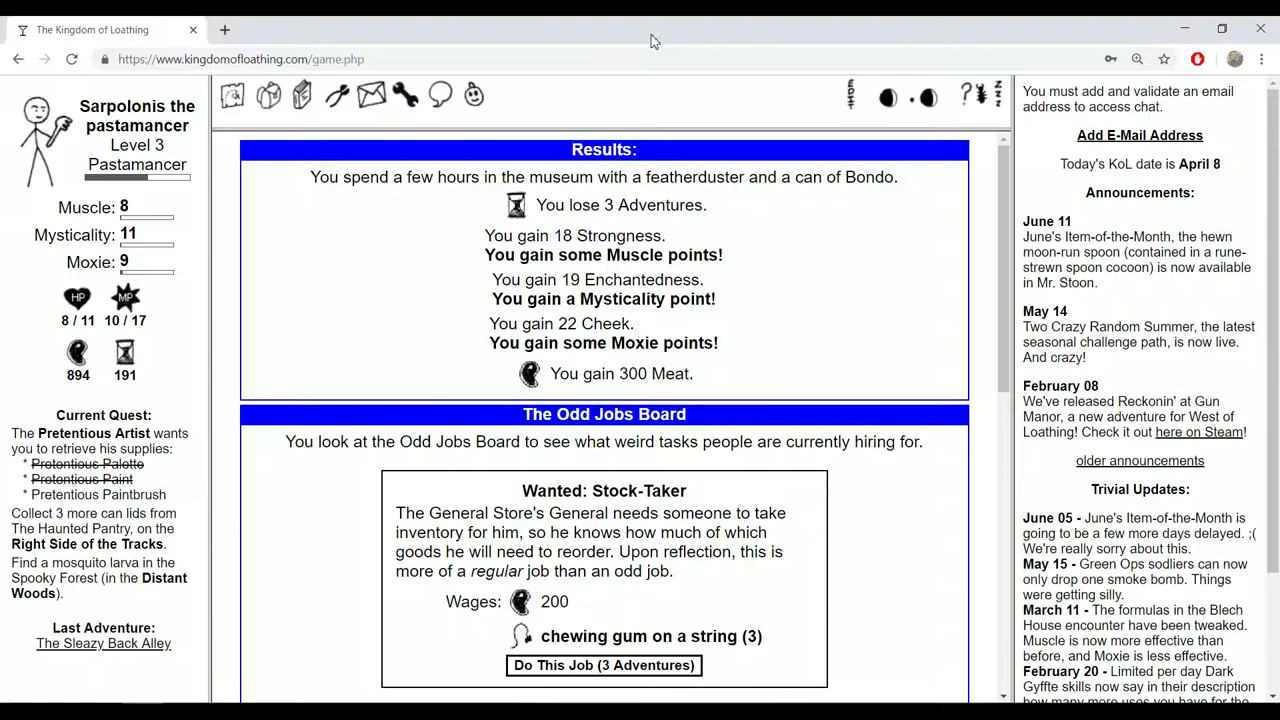 The Kingdom of Loathing
https://www.kingdomofloathing.com/game.php
Sarpolonis the
pastamancer
Level 3
Pastamancer
Muscle: 8
Mysticality: 11
Moxie: 9
HP MP
8 / 11 10 / 17
894 191
Current Quest:
The Pretentious Artist wants
you to retrieve his supplies:
* Pretentious Palette
* Pretentious Paint
* Pretentious Paintbrush
Collect 3 more can lids from
The Haunted Pantry, on the
Right Side of the Tracks.
Find a mosquito larva in the
Spooky Forest (in the Distant
Woods).
Last Adventure:
The Sleazy Back Alley
EDIT
ZZZ
Results:
You spend a few hours in the museum with a featherduster and a can of Bondo.
You lose 3 Adventures.
You gain 18 Strongness.
You gain some Muscle points!
You gain 19 Enchantedness.
You gain a Mysticality point!
You gain 22 Cheek.
You gain some Moxie points!
You gain 300 Meat.
The Odd Jobs Board
You look at the Odd Jobs Board to see what weird tasks people are currently hiring for.
Wanted: Stock-Taker
The General Store's General needs someone to take
inventory for him, so he knows how much of which
goods he will need to reorder. Upon reflection, this is
more of a regular job than an odd job.
Wages: 200
chewing gum on a string (3)
Do This Job (3 Adventures)
You must add and validate an email
address to access chat.
Add E-Mail Address
Today's KoL date is April 8
Announcements:
June 11
June's Item-of-the-Month, the hewn
moon-run spoon (contained in a rune-
strewn spoon cocoon) is now available
in Mr. Stoon.
May 14
Two Crazy Random Summer, the latest
seasonal challenge path, is now live.
And crazy!
February 08
We've released Reckonin' at Gun
Manor, a new adventure for West of
Loathing! Check it out here on Steam!
older announcements
Trivial Updates:
June 05 - June's Item-of-the-Month is
going to be a few more days delayed. ;(
We're really sorry about this.
May 15 - Green Ops sodliers can now
only drop one smoke bomb. Things
were getting silly.
March 11 - The formulas in the Blech
House encounter have been tweaked.
Muscle is now more effective than
before, and Moxie is less effective.
February 20 - Limited per day Dark
Gyffte skills now say in their description
how many more uses you have for the